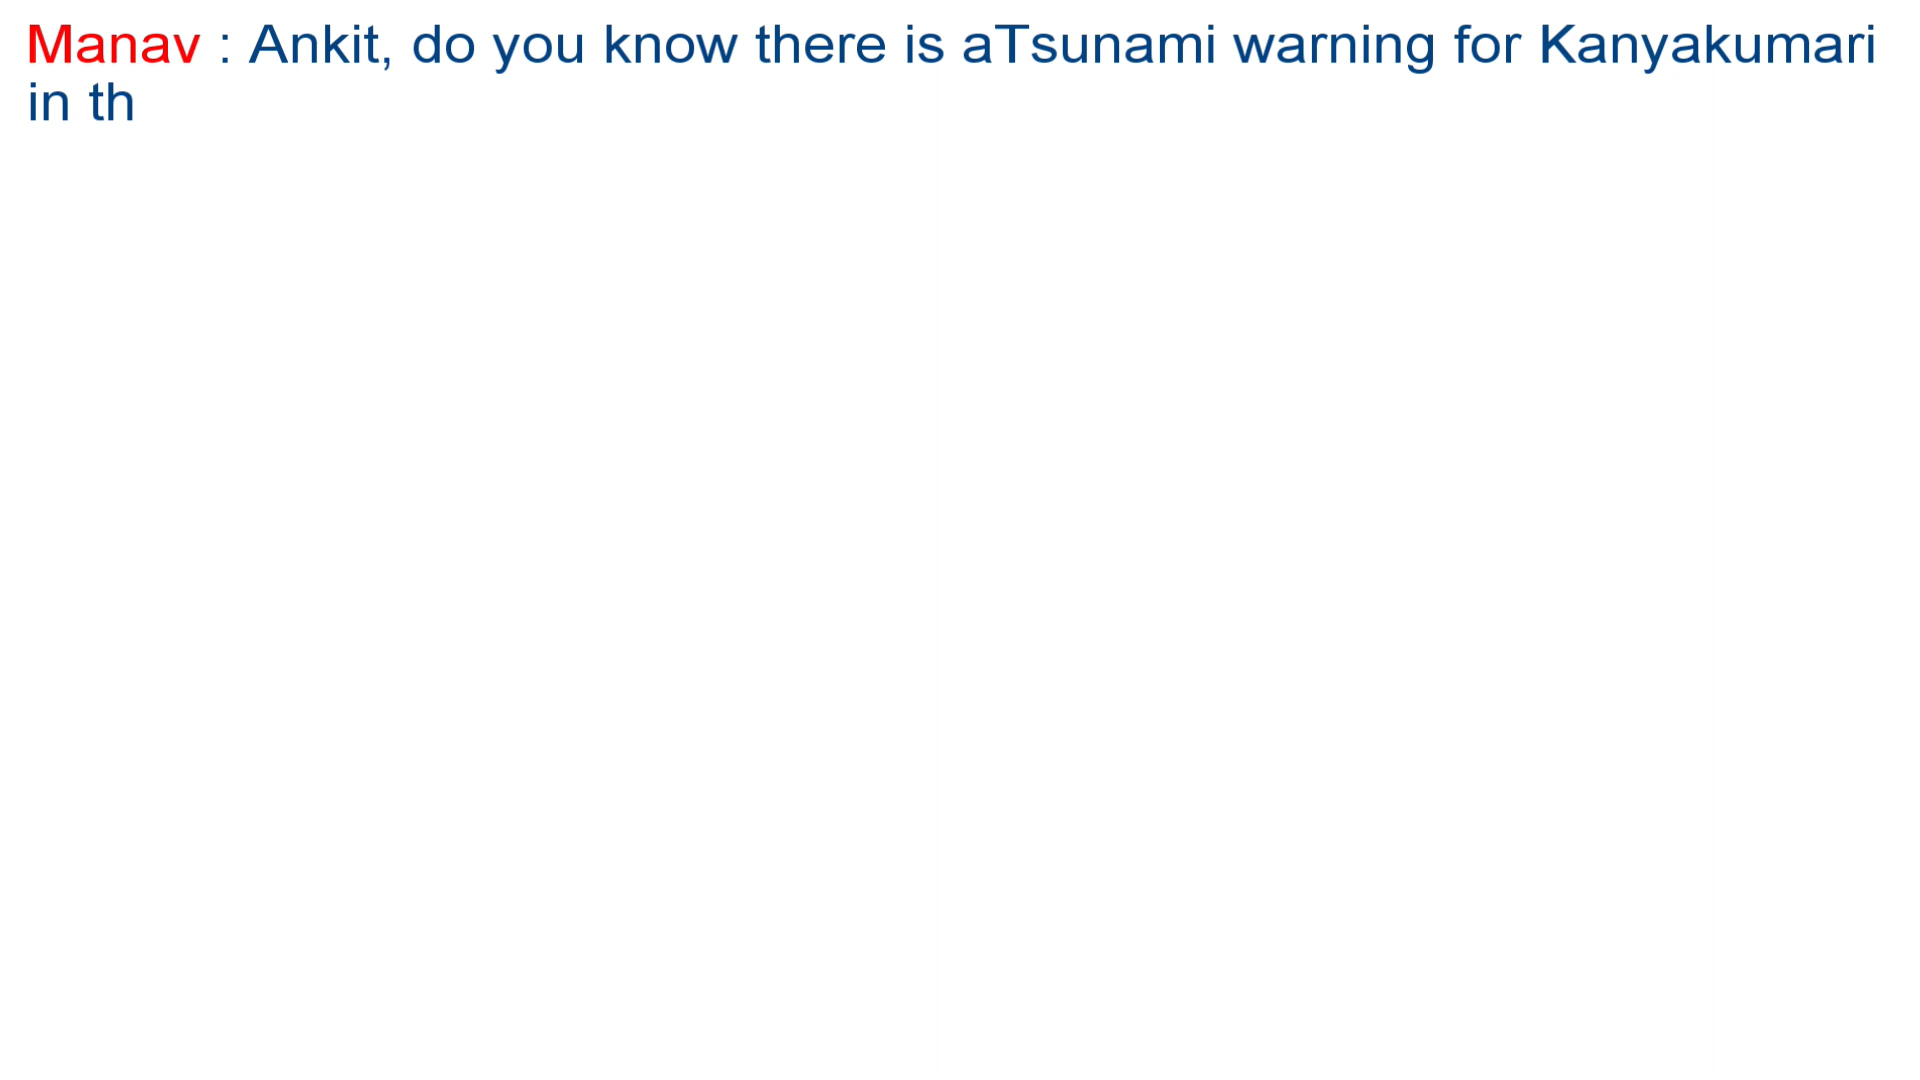 Manav : Ankit, do you know there is aTsunami warning for Kanyakumari
in th